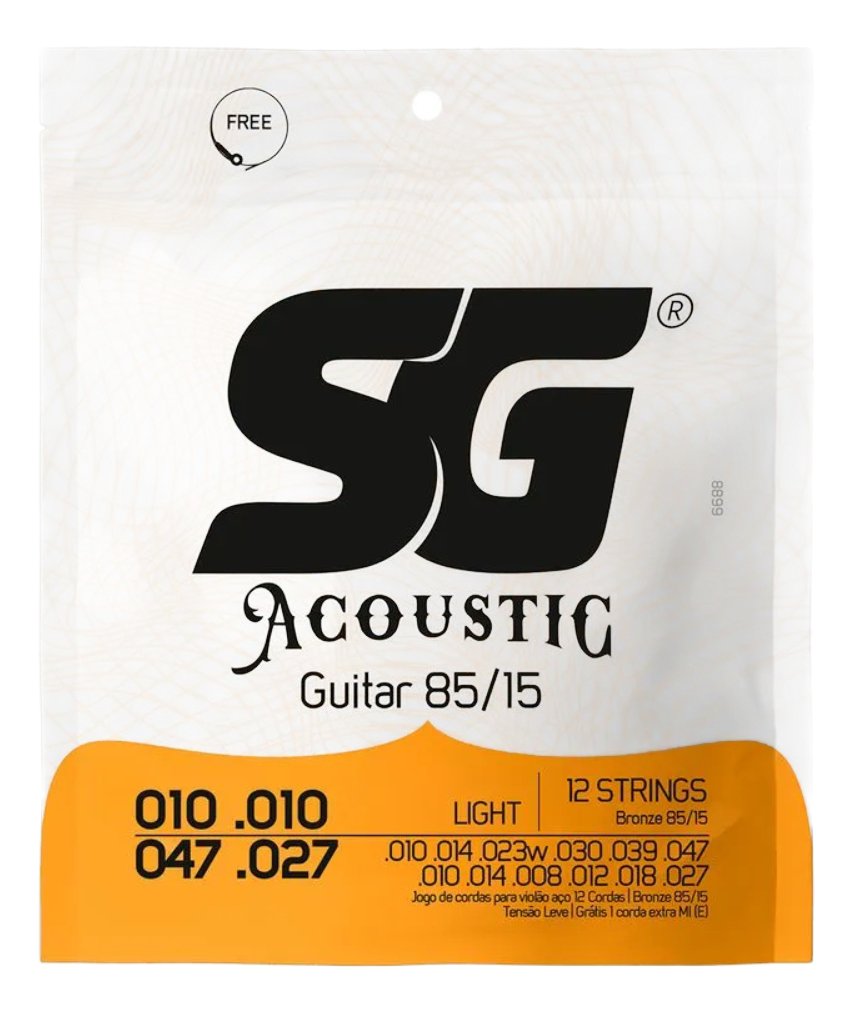 FREE
SG®
6688
ACOUSTIC
Guitar 85/15
010 .010
047 .027
LIGHT
12 STRINGS
Bronze 85/15
.010 .014 .023w .030 .039 .047
.010 .014 .008 .012 .018 .027
Jogo de cordas para violão aço 12 Cordas | Bronze 85/15
Tensão Leve | Grátis 1 corda extra MI (E)